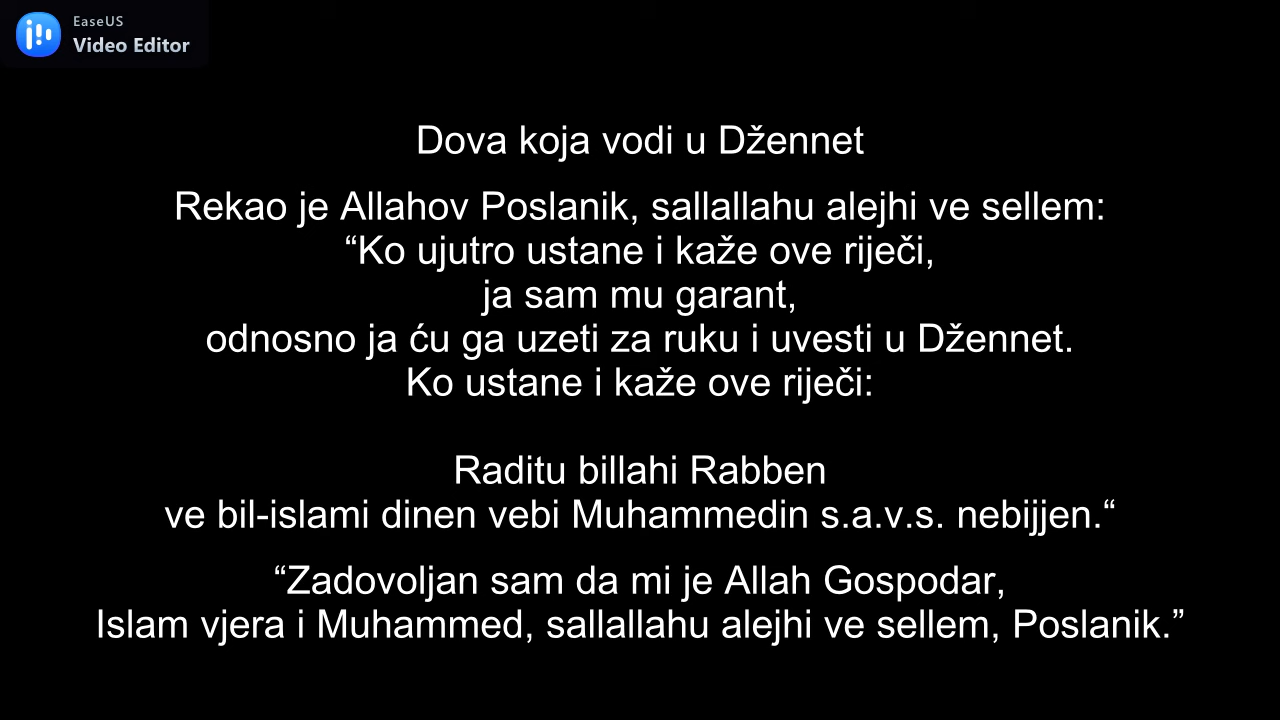 EaseUS
Video Editor
Dova koja vodi u Džennet
Rekao je Allahov Poslanik, sallallahu alejhi ve sellem:
“Ko ujutro ustane i kaže ove riječi,
ja sam mu garant,
odnosno ja ću ga uzeti za ruku i uvesti u Džennet.
Ko ustane i kaže ove riječi:
Raditu billahi Rabben
ve bil-islami dinen vebi Muhammedin s.a.v.s. nebijjen.“
“Zadovoljan sam da mi je Allah Gospodar,
Islam vjera i Muhammed, sallallahu alejhi ve sellem, Poslanik.”